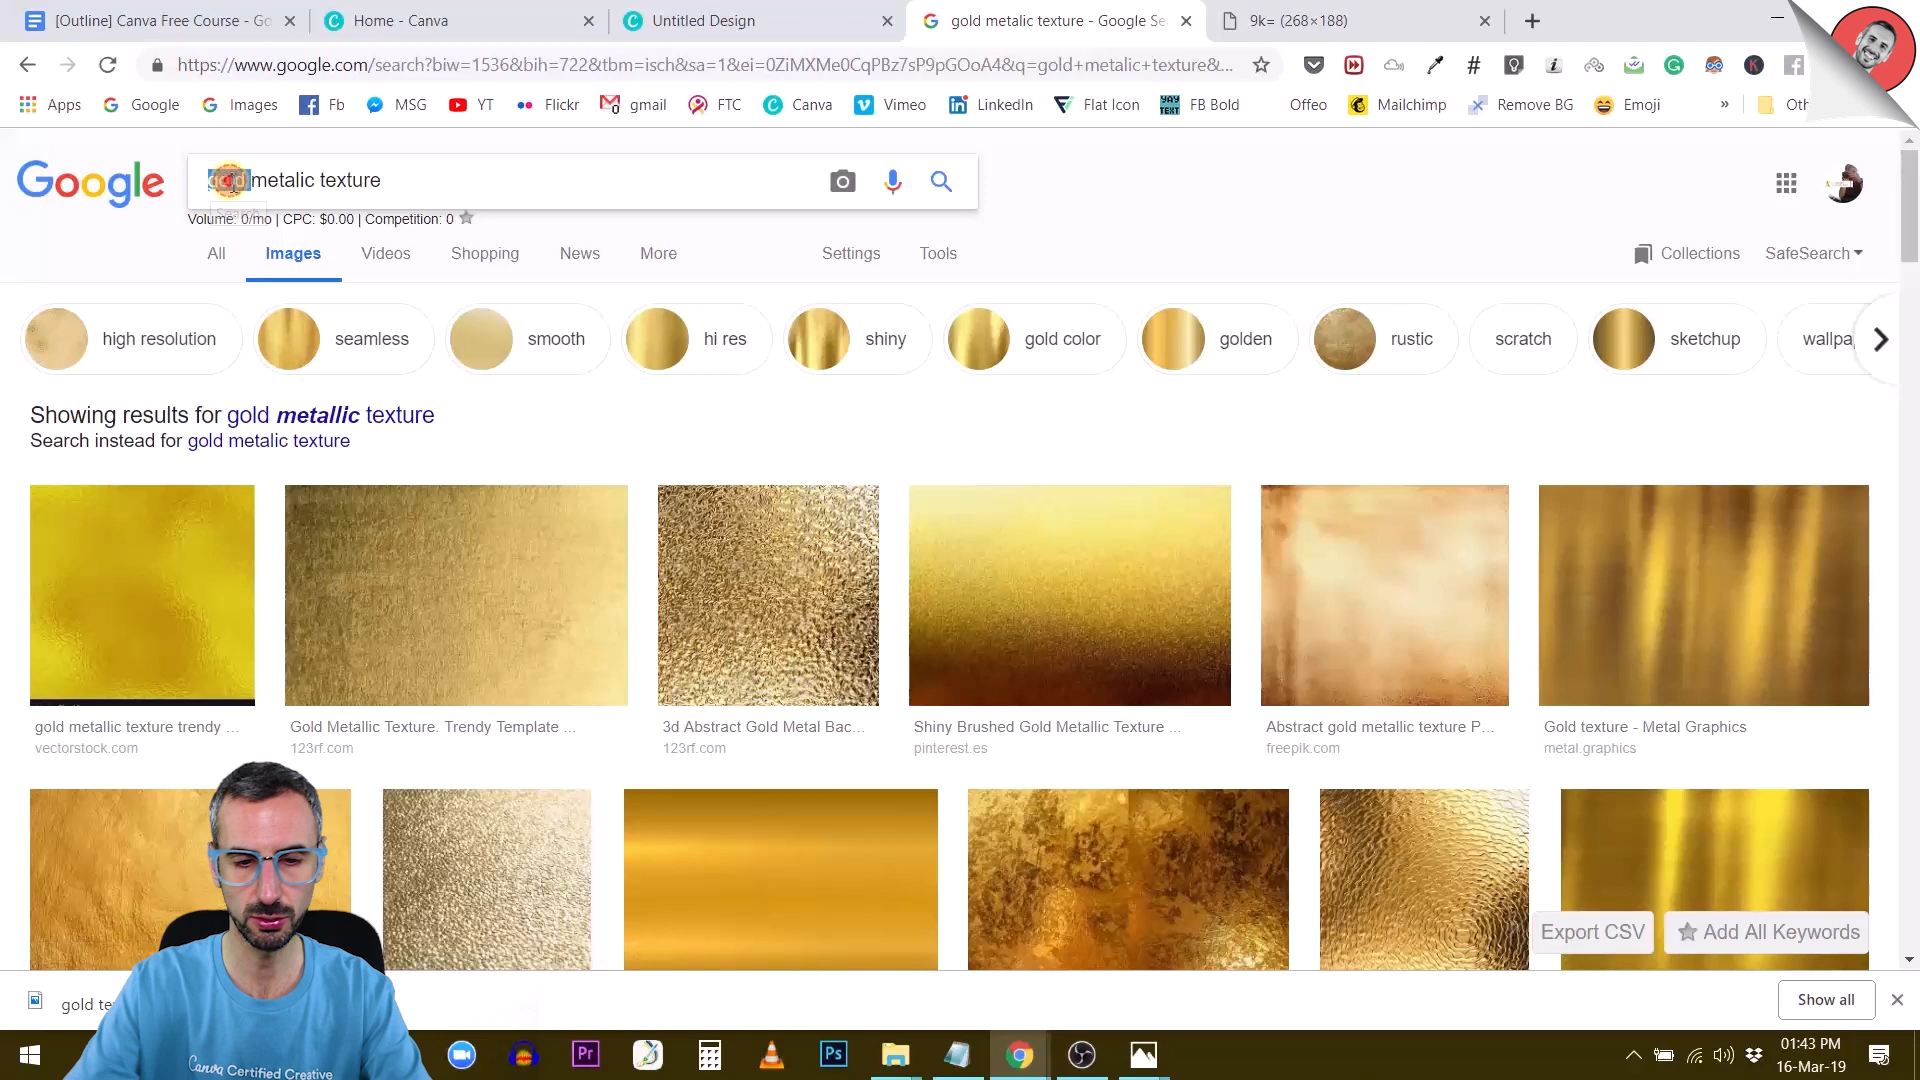 [Outline] Canva Free Course - Go
Home - Canva
Untitled Design
gold metalic texture - Google Se
9k= (268×188)
https://www.google.com/search?biw=1536&bih=722&tbm=isch&sa=1&ei=0ZiMXMe0CqPBz7sP9pGOoA4&q=gold+metalic+texture&...
Apps Google Images Fb MSG YT Flickr gmail FTC Canva Vimeo LinkedIn Flat Icon FB Bold Offeo Mailchimp Remove BG Emoji » Oth
Google
gold metalic texture
Search
Volume: 0/mo | CPC: $0.00 | Competition: 0
All Images Videos Shopping News More Settings Tools Collections SafeSearch
high resolution seamless smooth hi res shiny gold color golden rustic scratch sketchup wallpa
Showing results for gold metallic texture
Search instead for gold metalic texture
gold metallic texture trendy ...
vectorstock.com
Gold Metallic Texture. Trendy Template ...
123rf.com
3d Abstract Gold Metal Bac...
123rf.com
Shiny Brushed Gold Metallic Texture ...
pinterest.es
Abstract gold metallic texture P...
freepik.com
Gold texture - Metal Graphics
metal.graphics
Export CSV
Add All Keywords
gold te
Show all
Canva Certified Creative
Pr
Ps
01:43 PM
16-Mar-19